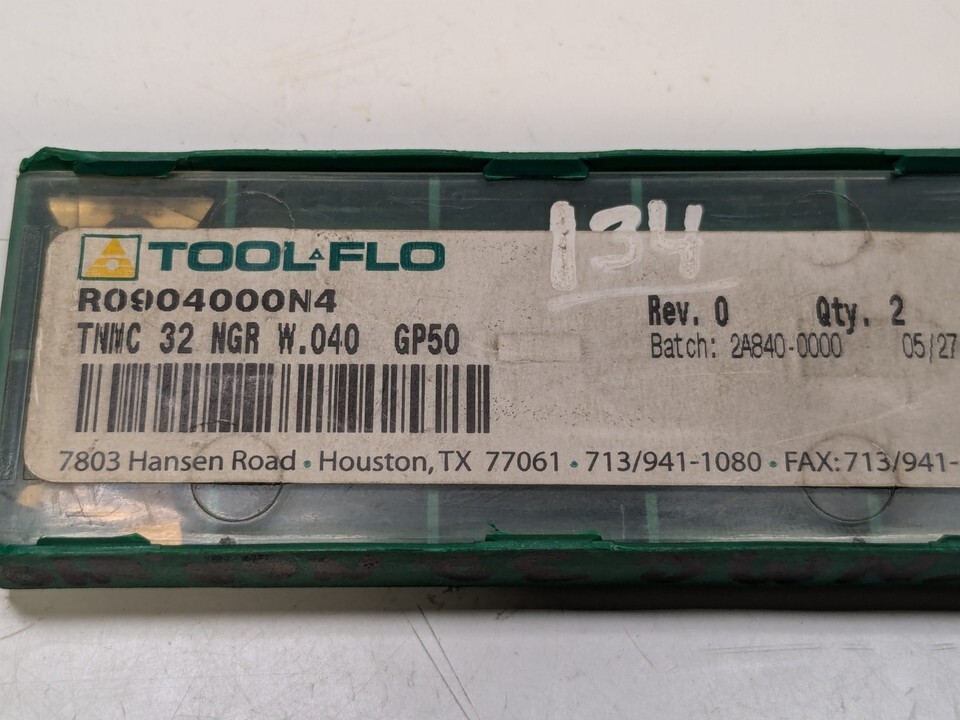 134
TOOL FLO
R0904000N4
TNMC 32 NGR W.040 GP50
Rev. 0 Qty. 2
Batch: 2A840-0000 05/27
7803 Hansen Road • Houston, TX 77061 • 713/941-1080 • FAX: 713/941-